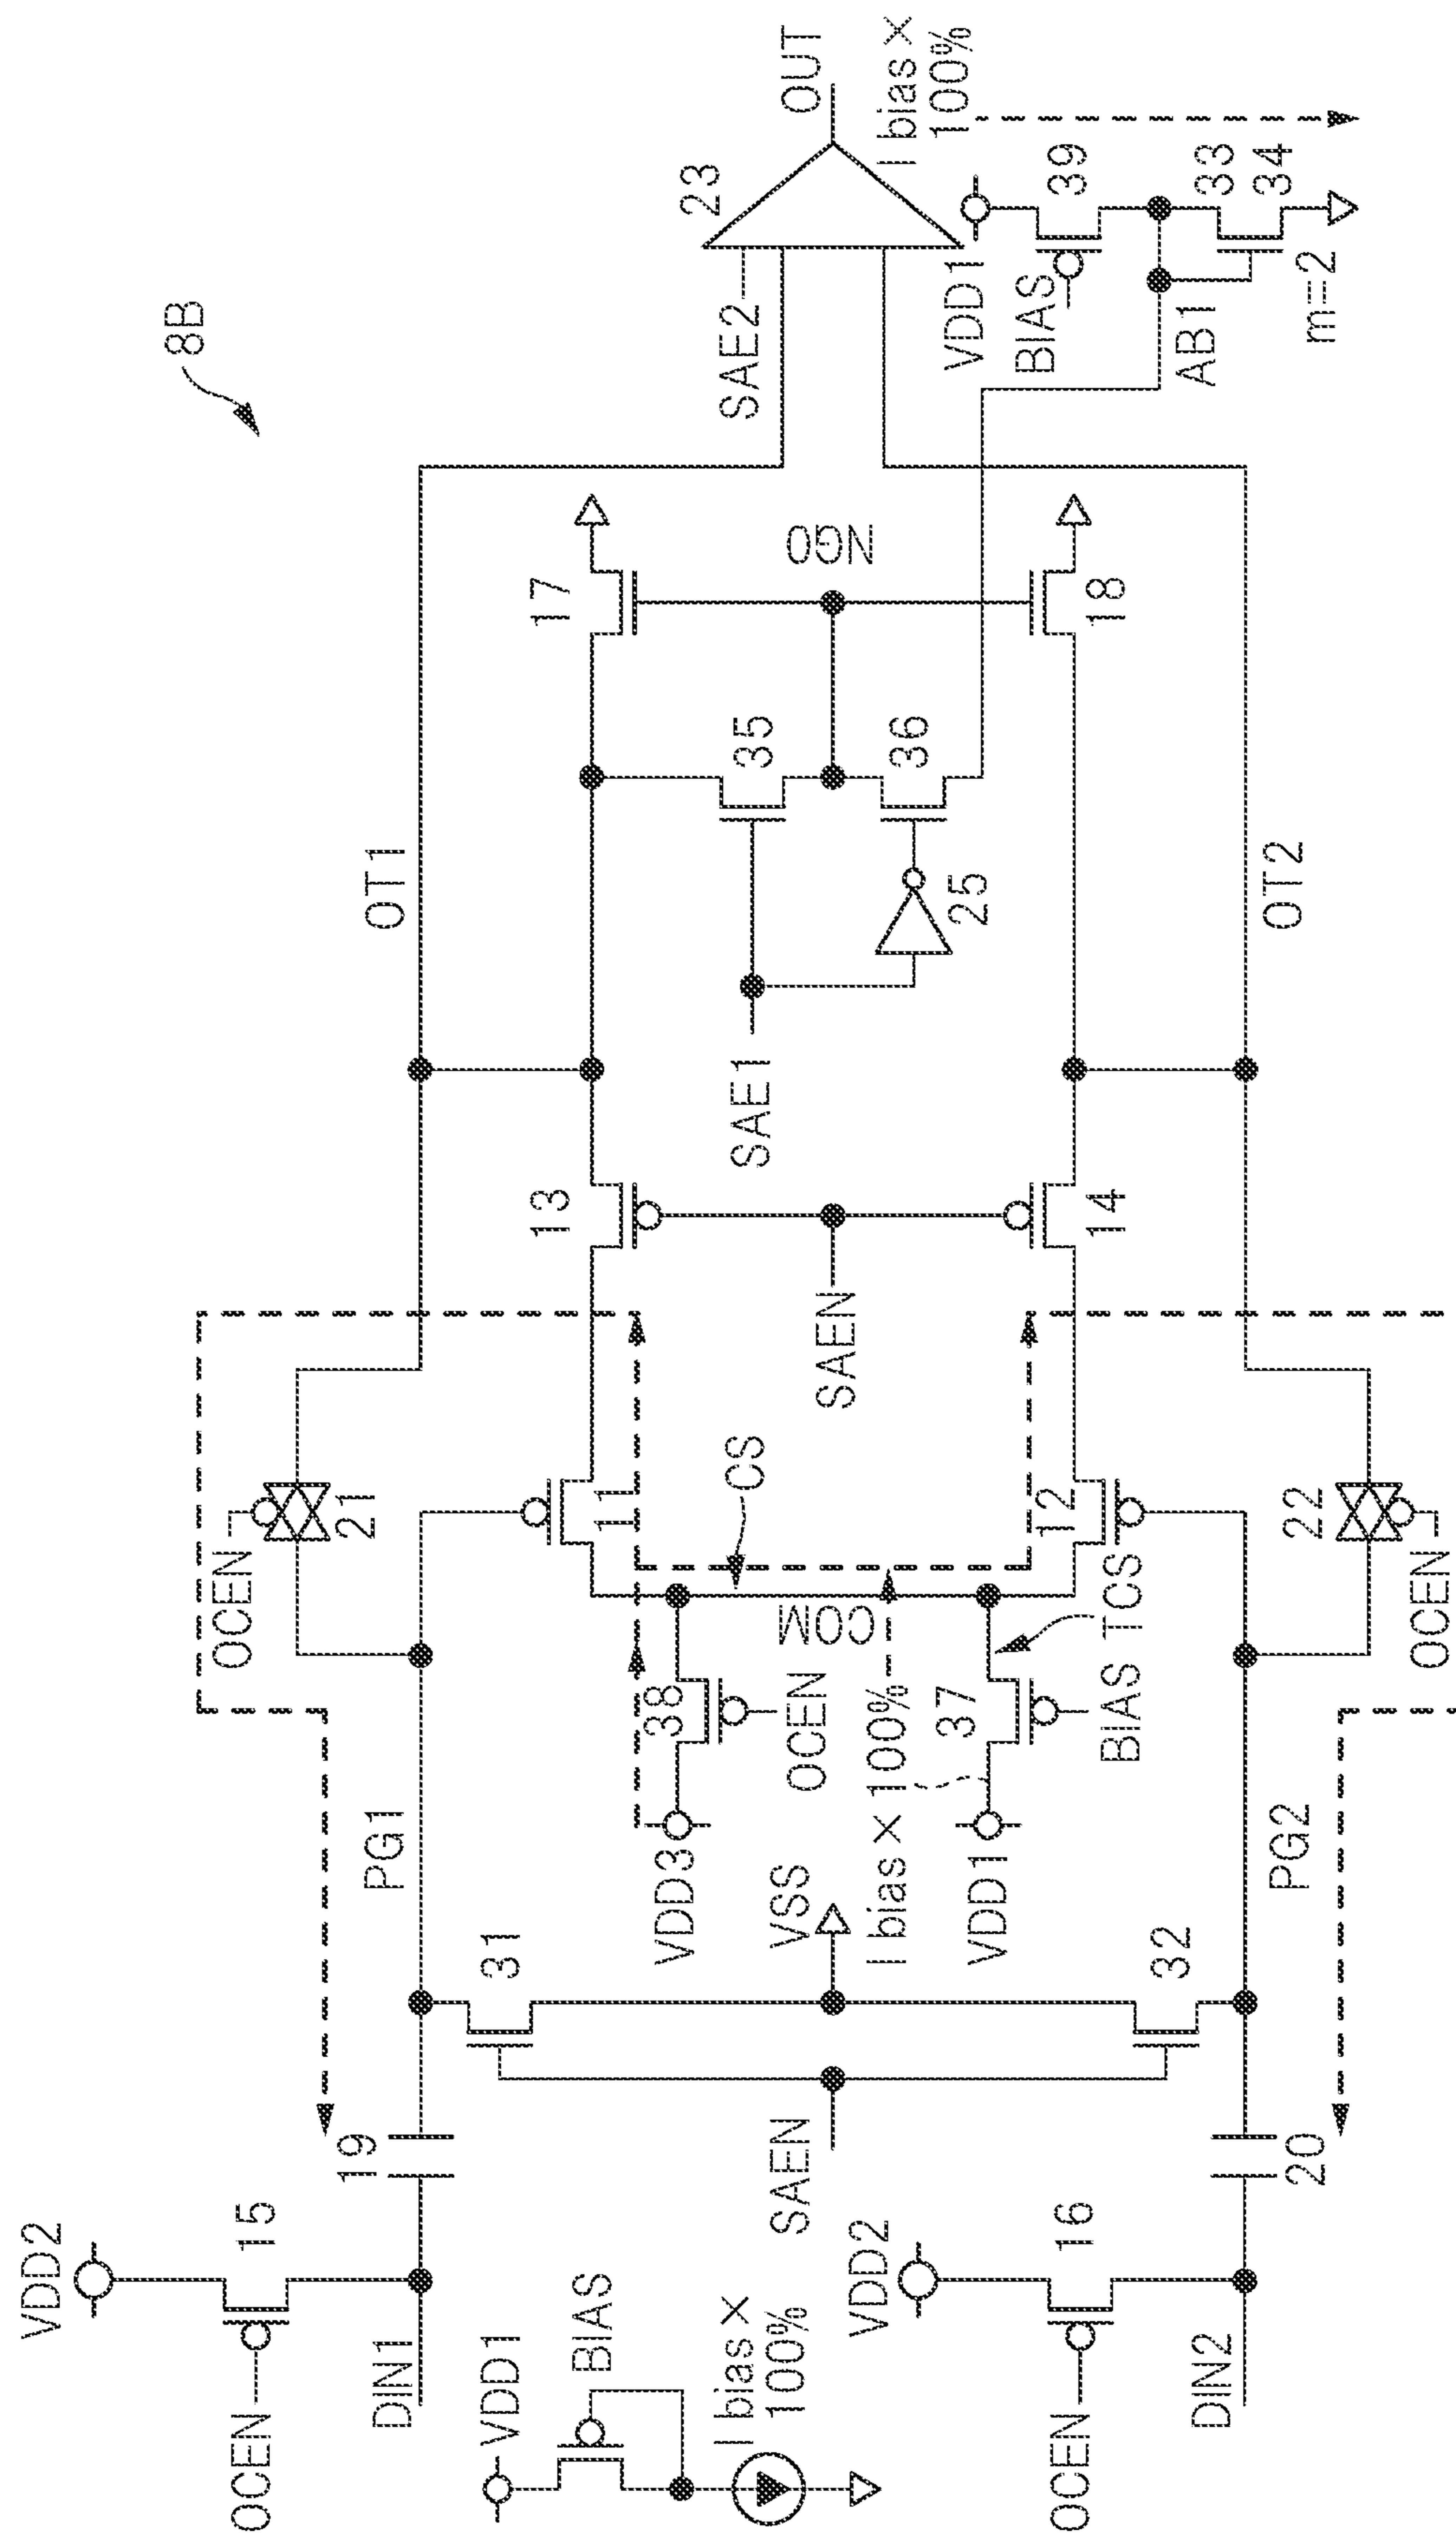 8B
VDD2
15
OCEN
DIN1
19
PG1
OCEN
21
OT1
VDD1
BIAS
I bias×
100%
31
VDD3
38
OCEN
11
13
17
VSS
COM
CS
SAEN
SAEN
SAE1
35
36
25
NGO
SAE2
23
OUT
I bias×100%
VDD1
37
BIAS
TCS
12
14
18
32
VDD2
16
OCEN
DIN2
20
PG2
22
OCEN
OT2
VDD1
BIAS
39
I bias×
100%
AB1
33
34
m=2